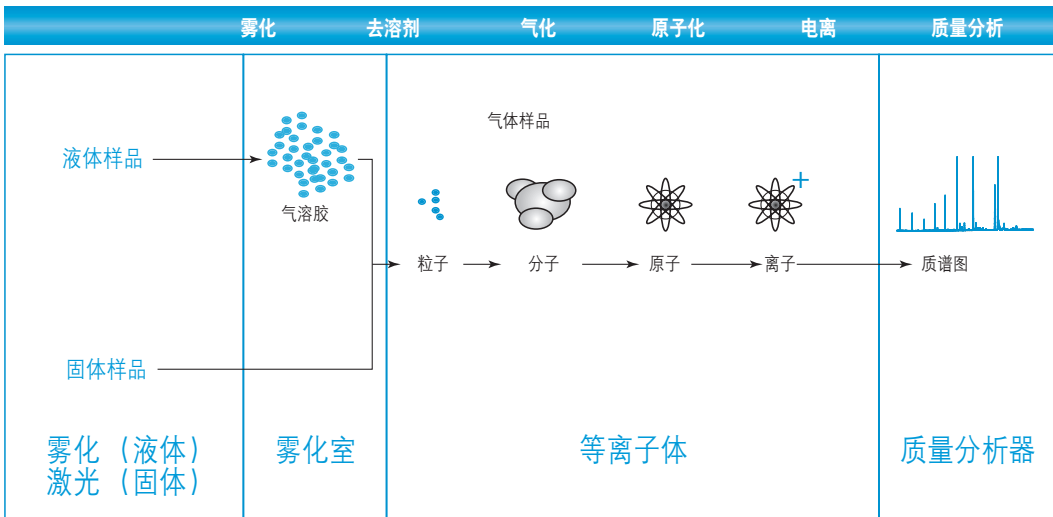 雾化 去溶剂 气化 原子化 电离 质量分析
气体样品
液体样品
气溶胶
+
粒子 分子 原子 离子 质谱图
固体样品
雾化（液体） 雾化室 等离子体 质量分析器
激光（固体）